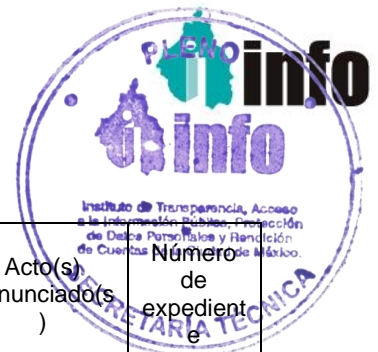 PLENO
info
info
Instituto de Transparencia, Acceso
a la Información Pública, Protección
de Datos Personales y Rendición
de Cuentas de la Ciudad de México.
SECRETARÍA TÉCNICA
Acto(s)
nunciado(s
)
Número
de
expedient
e